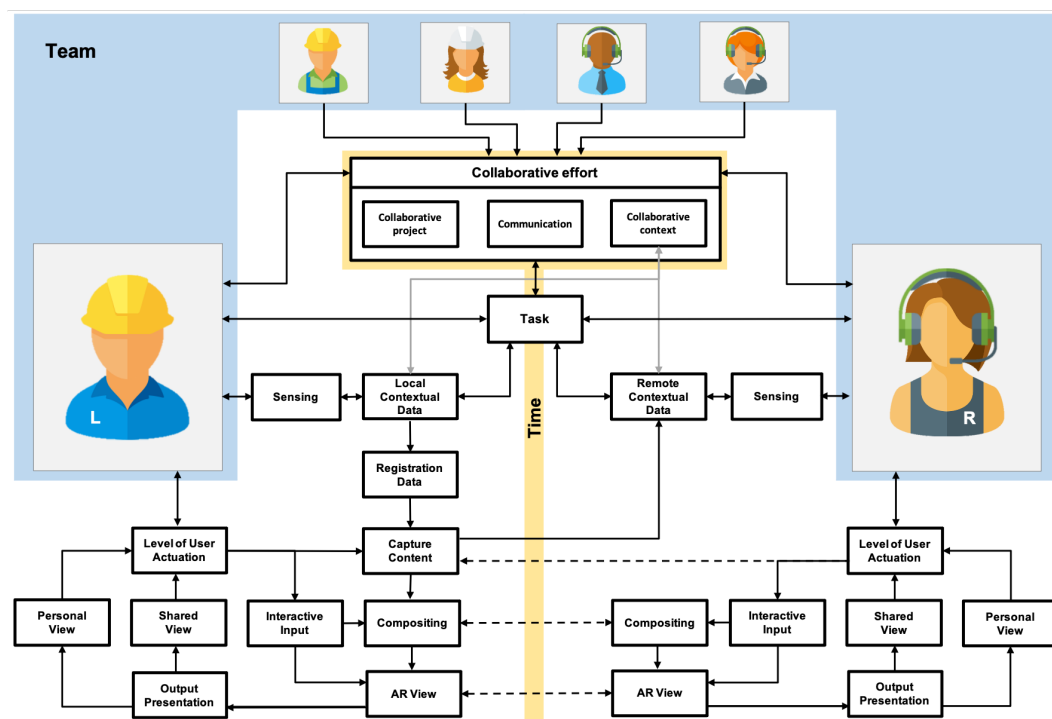 Team
Collaborative effort
Collaborative
project
Communication
Collaborative
context
Task
L
R
Sensing
Local
Contextual
Data
Time
Remote
Contextual
Data
Sensing
Registration
Data
Level of User
Actuation
Capture
Content
Level of User
Actuation
Personal
View
Shared
View
Interactive
Input
Compositing
Compositing
Interactive
Input
Shared
View
Personal
View
Output
Presentation
AR View
AR View
Output
Presentation